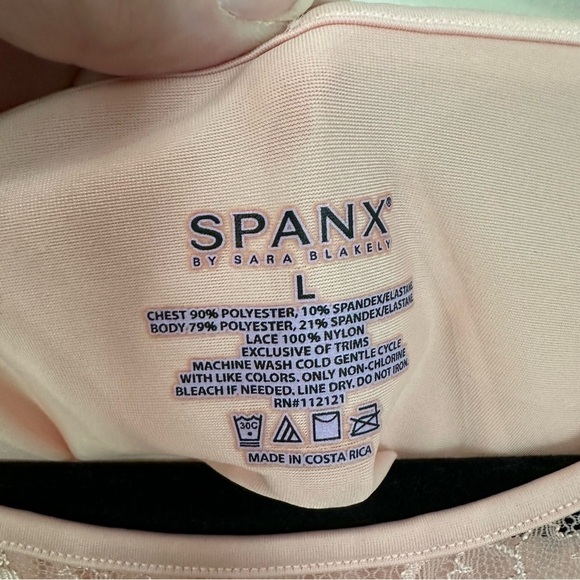 SPANX®
BY SARA BLAKELY
L
CHEST 90% POLYESTER, 10% SPANDEX/ELASTANE
BODY 79% POLYESTER, 21% SPANDEX/ELASTANE
LACE 100% NYLON
EXCLUSIVE OF TRIMS
MACHINE WASH COLD GENTLE CYCLE
WITH LIKE COLORS. ONLY NON-CHLORINE
BLEACH IF NEEDED. LINE DRY. DO NOT IRON.
RN#112121
30C
MADE IN COSTA RICA